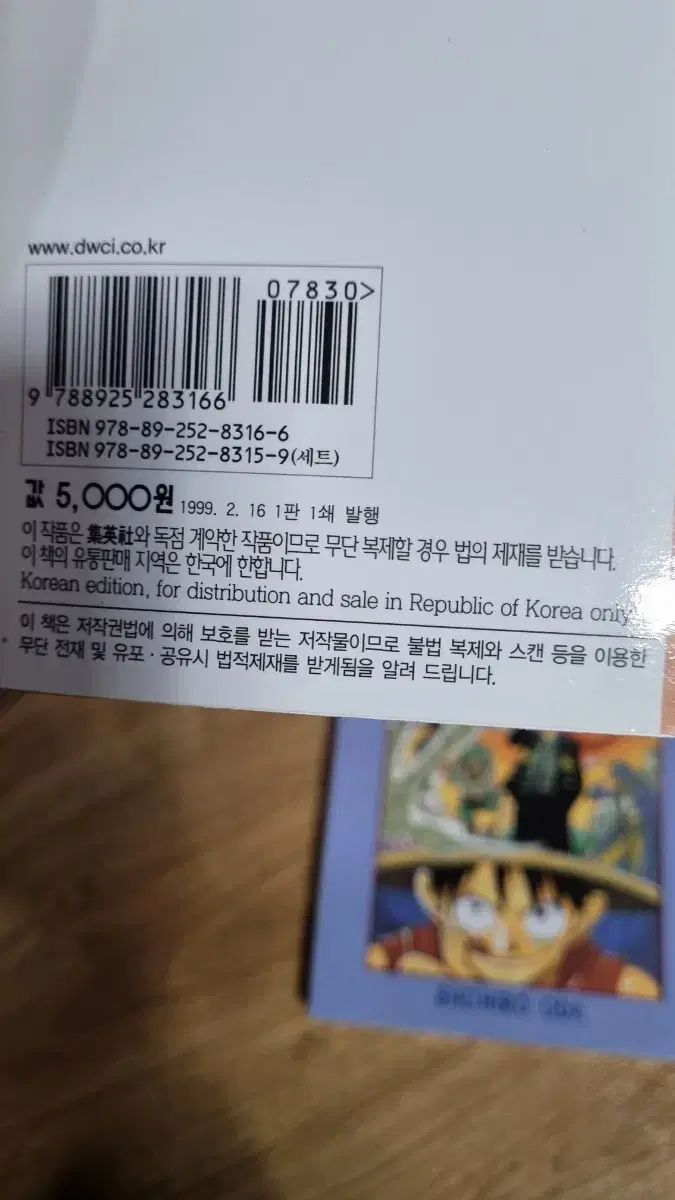 www.dwci.co.kr
07830>
9 788925 283166
ISBN 978-89-252-8316-6
ISBN 978-89-252-8315-9(세트)
값 5,000원 1999. 2. 16 1판 1쇄 발행
이 작품은 集英社와 독점 계약한 작품이므로 무단 복제할 경우 법의 제재를 받습니다.
이 책의 유통판매 지역은 한국에 한합니다.
Korean edition, for distribution and sale in Republic of Korea only
이 책은 저작권법에 의해 보호를 받는 저작물이므로 불법 복제와 스캔 등을 이용한
무단 전재 및 유포·공유시 법적제재를 받게됨을 알려 드립니다.